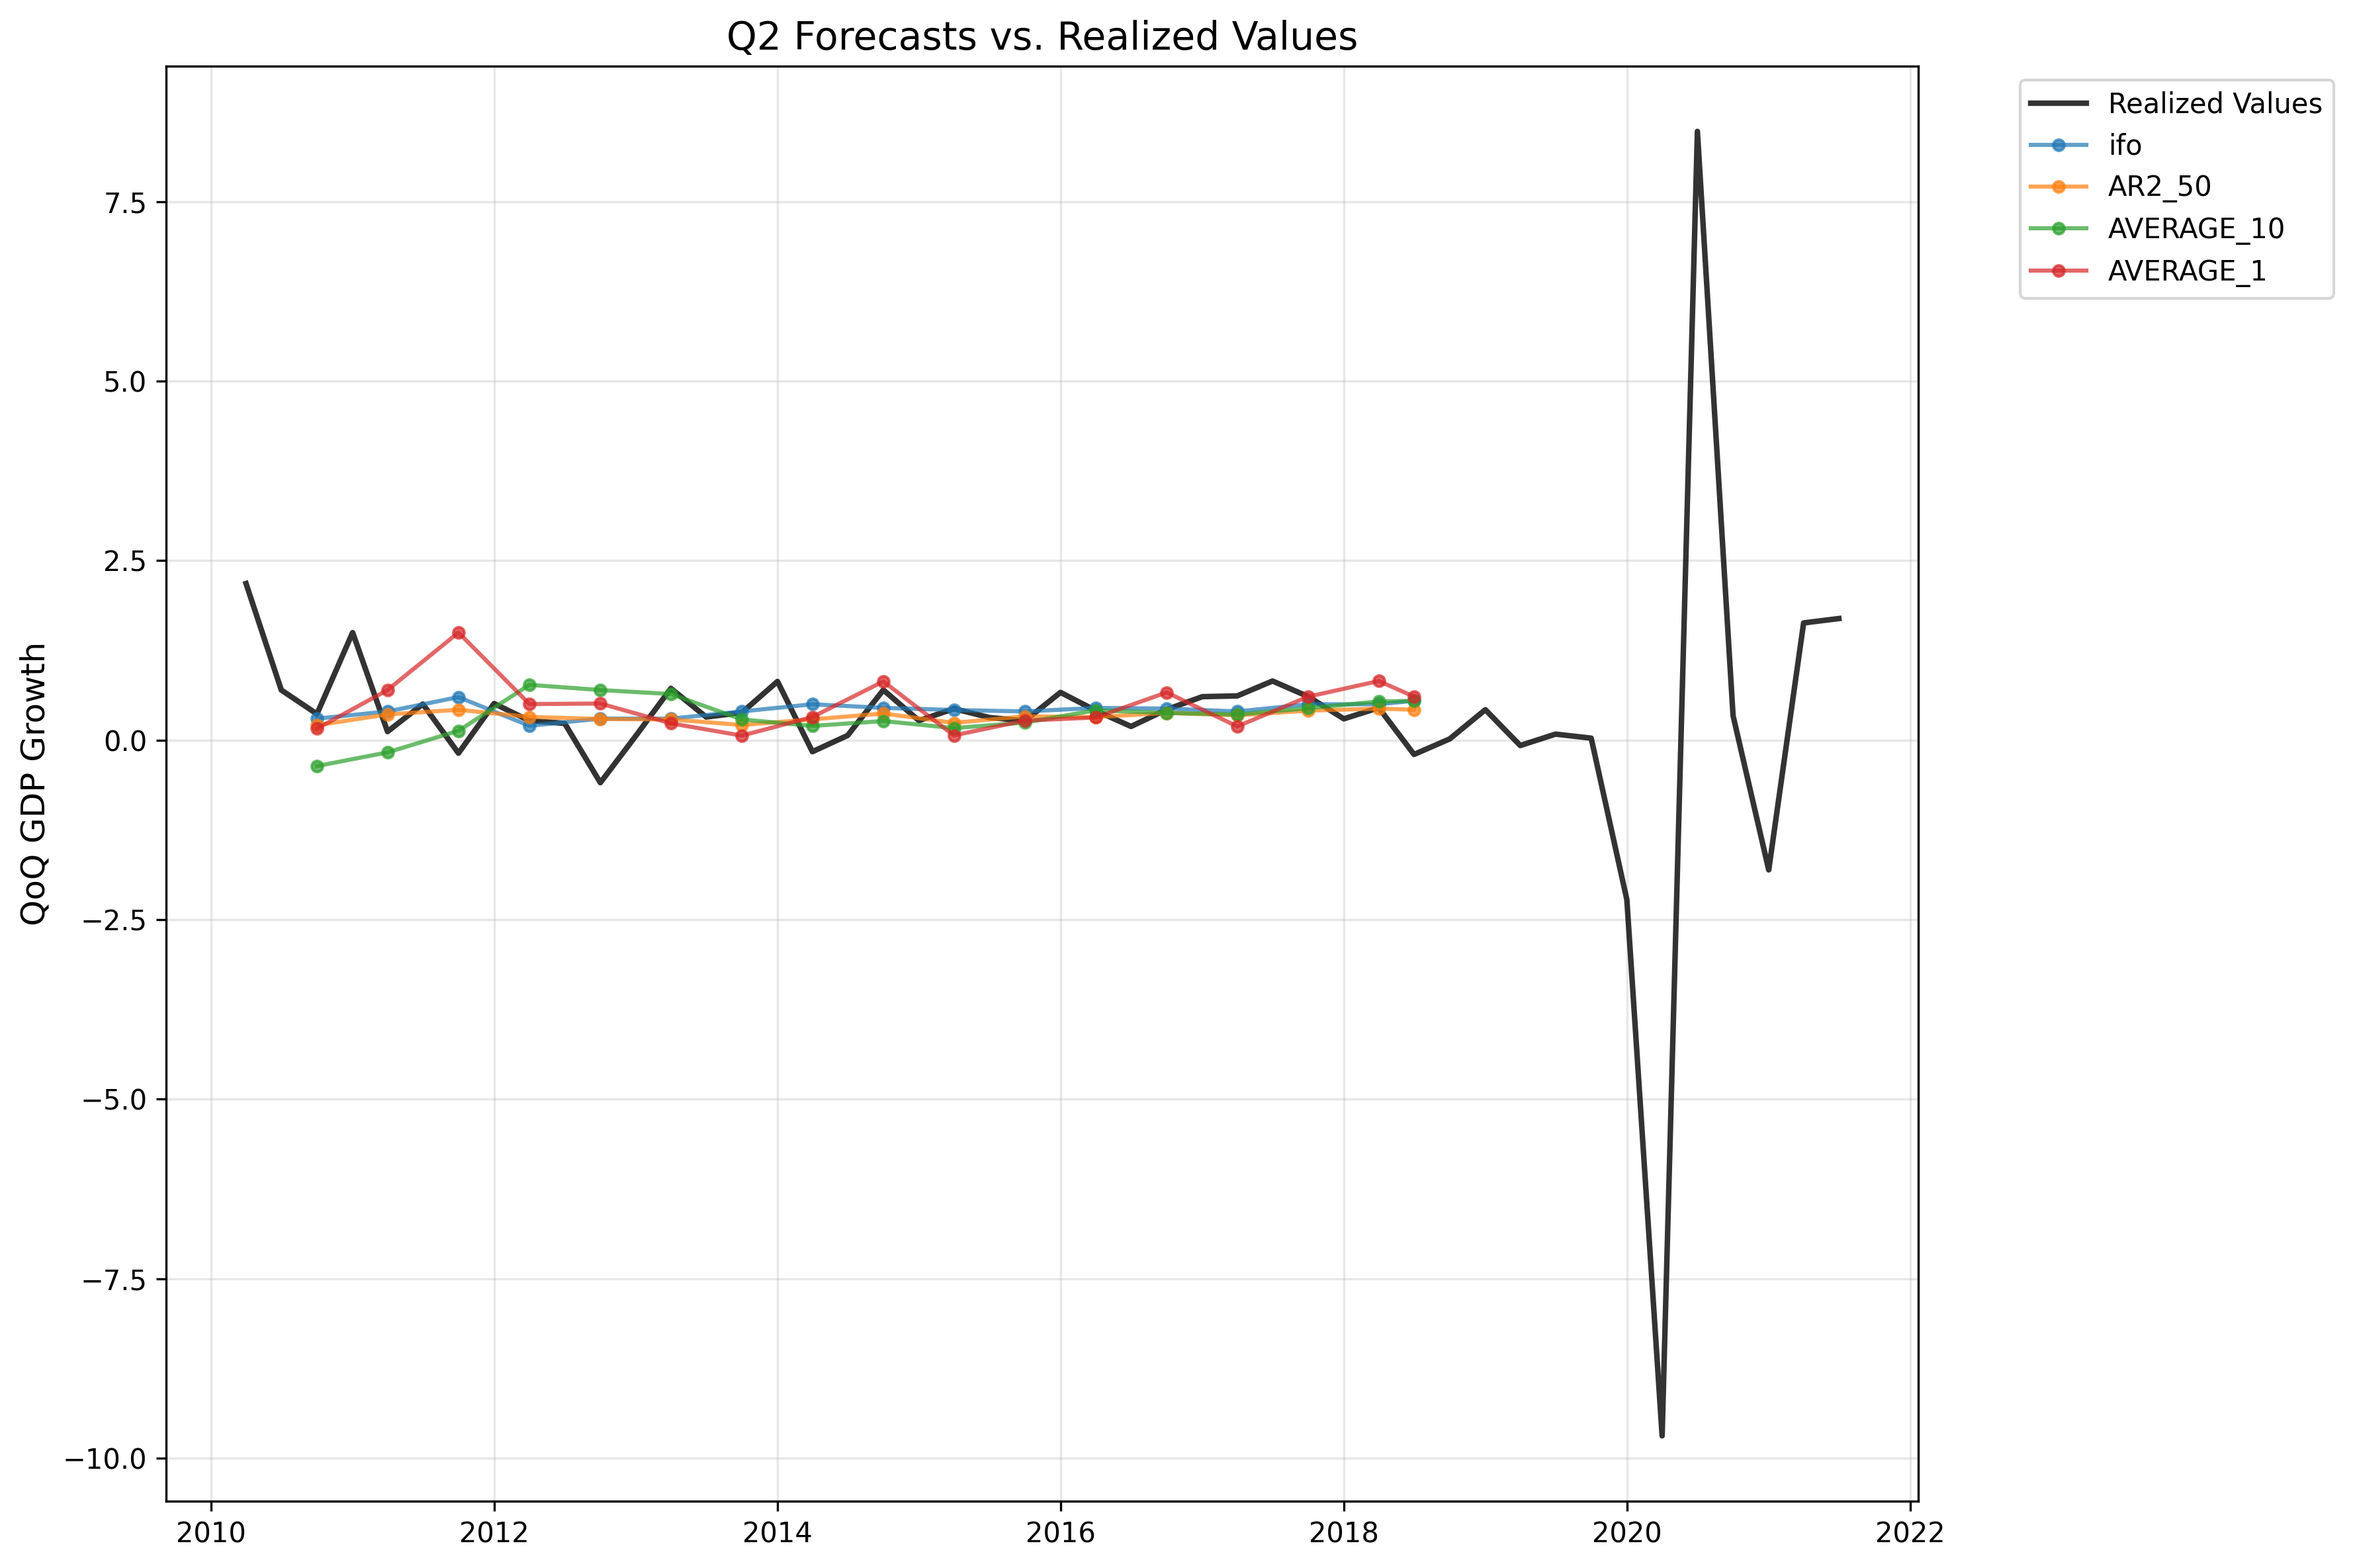 Q2 Forecasts vs. Realized Values
Realized Values
ifo
AR2_50
AVERAGE_10
AVERAGE_1
QoQ GDP Growth
7.5
5.0
2.5
0.0
−2.5
−5.0
−7.5
−10.0
2010 2012 2014 2016 2018 2020 2022